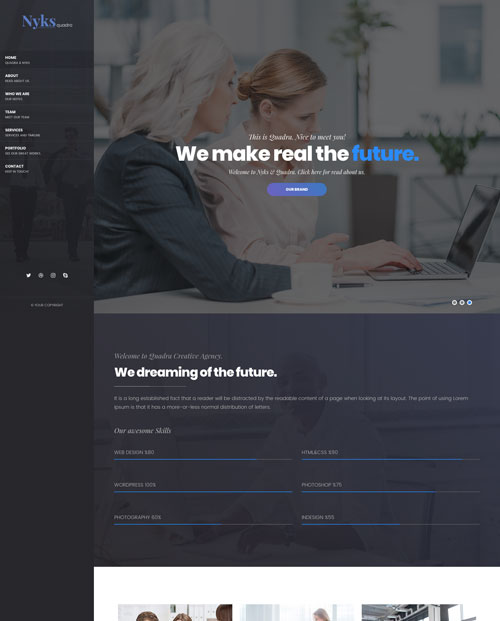 Nyks quadra
HOME
QUADRA & NYKS
ABOUT
READ ABOUT US
WHO WE ARE
OUR NOTES
TEAM
MEET OUR TEAM
SERVICES
SERVICES AND TIMELINE
PORTFOLIO
SEE OUR GREAT WORKS
CONTACT
KEEP IN TOUCH!
© YOUR COPYRIGHT
This is Quadra. Nice to meet you!
We make real the future.
Welcome to Nyks & Quadra. Click here for read about us.
OUR BRAND
Welcome to Quadra Creative Agency.
We dreaming of the future.
It is a long established fact that a reader will be distracted by the readable content of a page when looking at its layout. The point of using Lorem
Ipsum is that it has a more-or-less normal distribution of letters.
Our awesome Skills
WEB DESIGN %80
HTML&CSS %90
WORDPRESS 100%
PHOTOSHOP %75
PHOTOGRAPHY 60%
INDESIGN %55